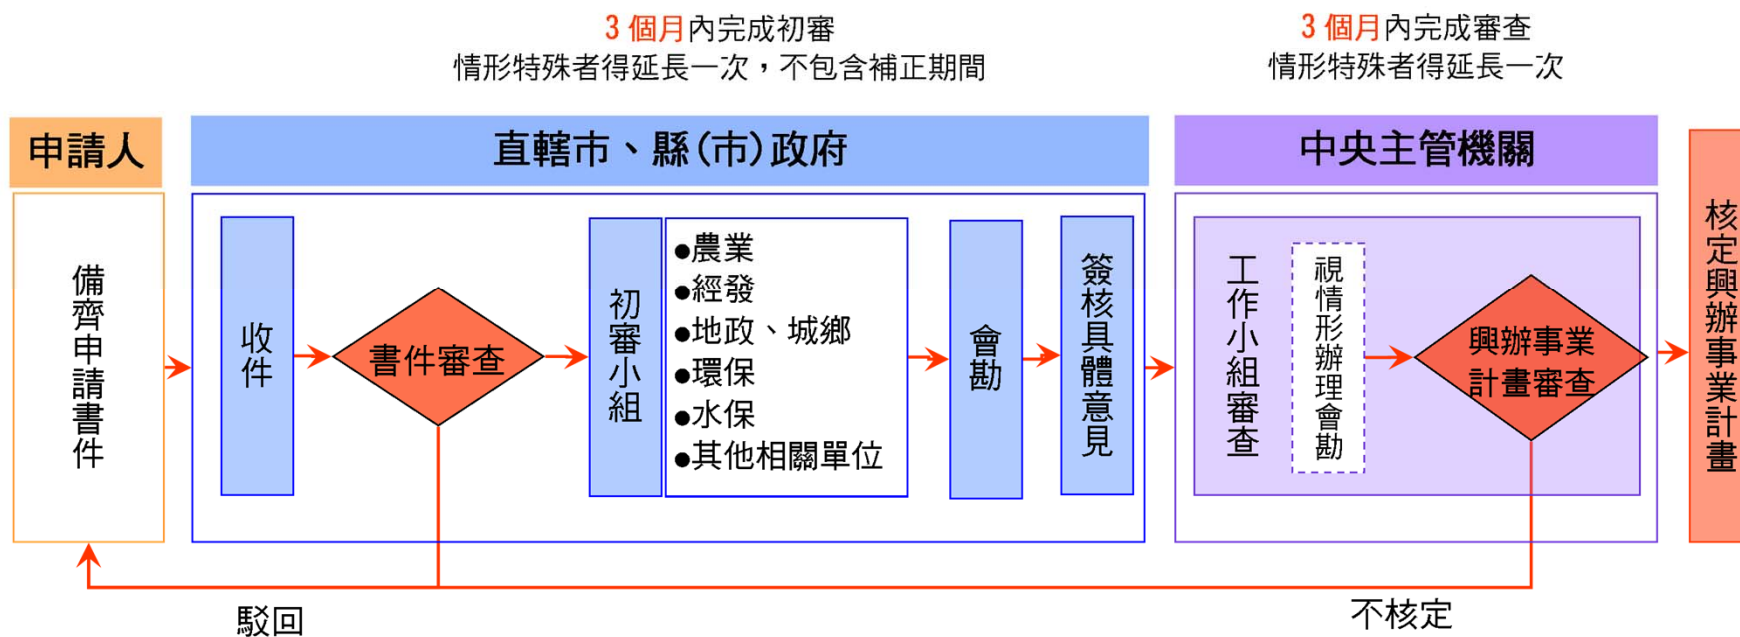 3 個月內完成初審
情形特殊者得延長一次，不包含補正期間
3 個月內完成審查
情形特殊者得延長一次
申請人
備齊申請書件
直轄市、縣(市)政府
收件
書件審查
初審小組
●農業
●經發
●地政、城鄉
●環保
●水保
●其他相關單位
會勘
簽核具體意見
中央主管機關
工作小組審查
視情形辦理會勘
興辦事業
計畫審查
核定興辦事業計畫
駁回
不核定